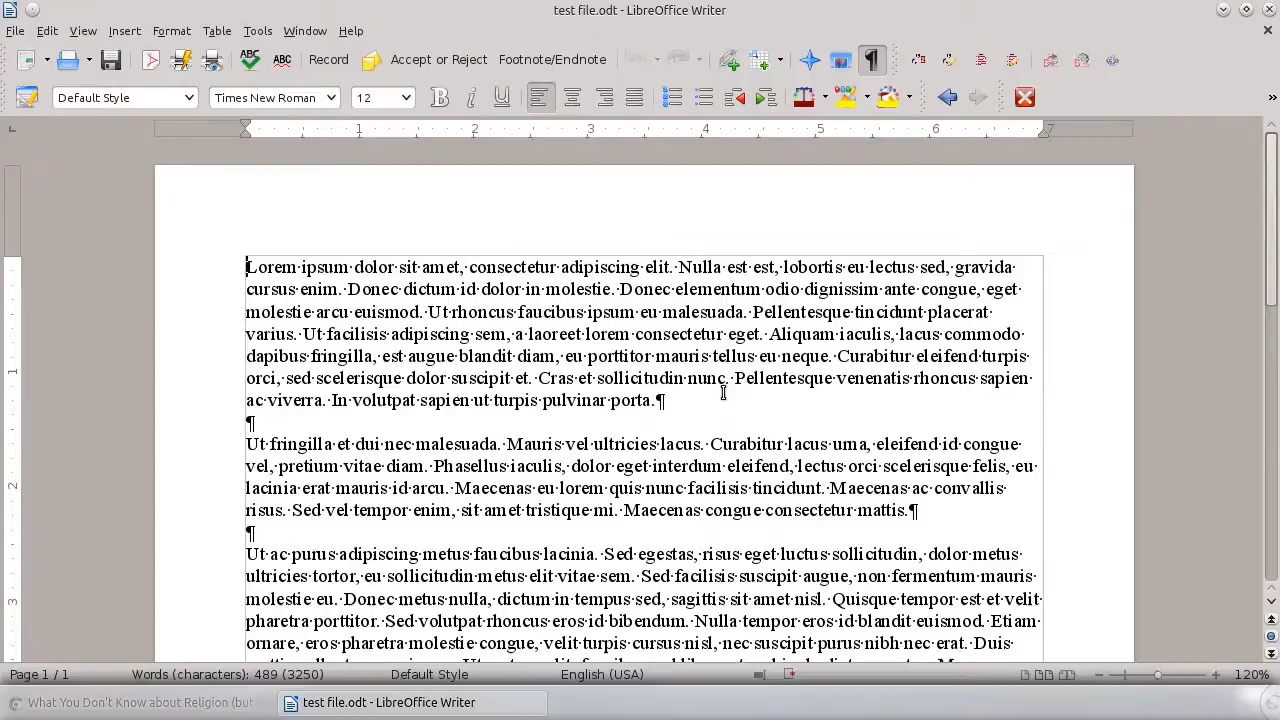 test file.odt - LibreOffice Writer
File Edit View Insert Format Table Tools Window Help
Record Accept or Reject Footnote/Endnote
Default Style Times New Roman 12
1 2 3 4 5 6 7
Lorem ipsum dolor sit amet, consectetur adipiscing elit. Nulla est est, lobortis eu lectus sed, gravida
cursus enim. Donec dictum id dolor in molestie. Donec elementum odio dignissim ante congue, eget
molestie arcu euismod. Ut rhoncus faucibus ipsum eu malesuada. Pellentesque tincidunt placerat
varius. Ut facilisis adipiscing sem, a laoreet lorem consectetur eget. Aliquam iaculis, lacus commodo
dapibus fringilla, est augue blandit diam, eu porttitor mauris tellus eu neque. Curabitur eleifend turpis
orci, sed scelerisque dolor suscipit et. Cras et sollicitudin nunc. Pellentesque venenatis rhoncus sapien
ac viverra. In volutpat sapien ut turpis pulvinar porta.¶
¶
Ut fringilla et dui nec malesuada. Mauris vel ultricies lacus. Curabitur lacus urna, eleifend id congue
vel, pretium vitae diam. Phasellus iaculis, dolor eget interdum eleifend, lectus orci scelerisque felis, eu
lacinia erat mauris id arcu. Maecenas eu lorem quis nunc facilisis tincidunt. Maecenas ac convallis
risus. Sed vel tempor enim, sit amet tristique mi. Maecenas congue consectetur mattis.¶
¶
Ut ac purus adipiscing metus faucibus lacinia. Sed egestas, risus eget luctus sollicitudin, dolor metus
ultricies tortor, eu sollicitudin metus elit vitae sem. Sed facilisis suscipit augue, non fermentum mauris
molestie eu. Donec metus nulla, dictum in tempus sed, sagittis sit amet nisl. Quisque tempor est et velit
pharetra porttitor. Sed volutpat rhoncus eros id bibendum. Nulla tempor eros id blandit euismod. Etiam
ornare, eros pharetra molestie congue, velit turpis cursus nisl, nec suscipit purus nibh nec erat. Duis
Page 1 / 1 Words (characters): 489 (3250) Default Style English (USA) 120%
What You Don't Know about Religion (but test file.odt - LibreOffice Writer